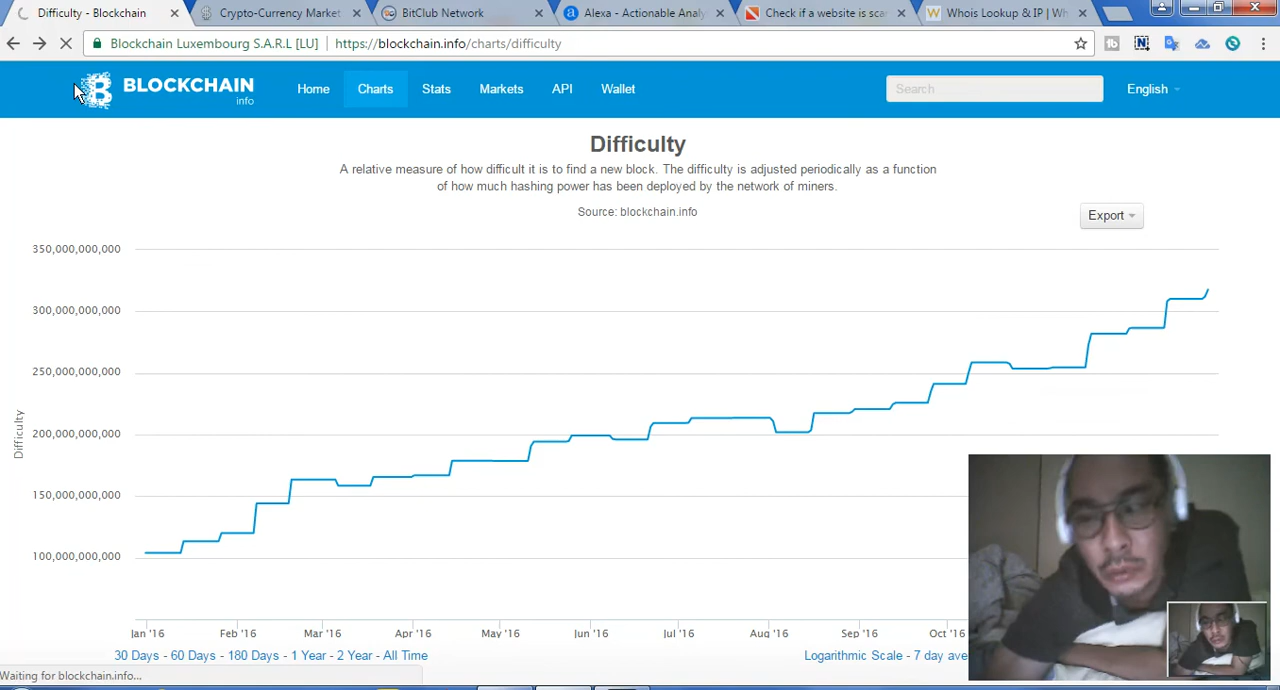 Difficulty - Blockchain
Crypto-Currency Market
BitClub Network
Alexa - Actionable Analy
Check if a website is scan
Whois Lookup & IP | Wh
Blockchain Luxembourg S.A.R.L [LU] https://blockchain.info/charts/difficulty
BLOCKCHAIN
info
Home Charts Stats Markets API Wallet
Search
English
Difficulty
A relative measure of how difficult it is to find a new block. The difficulty is adjusted periodically as a function
of how much hashing power has been deployed by the network of miners.
Source: blockchain.info
Export
350,000,000,000
300,000,000,000
250,000,000,000
200,000,000,000
150,000,000,000
100,000,000,000
Difficulty
Jan '16 Feb '16 Mar '16 Apr '16 May '16 Jun '16 Jul '16 Aug '16 Sep '16 Oct '16
30 Days - 60 Days - 180 Days - 1 Year - 2 Year - All Time
Logarithmic Scale - 7 day ave
Waiting for blockchain.info...